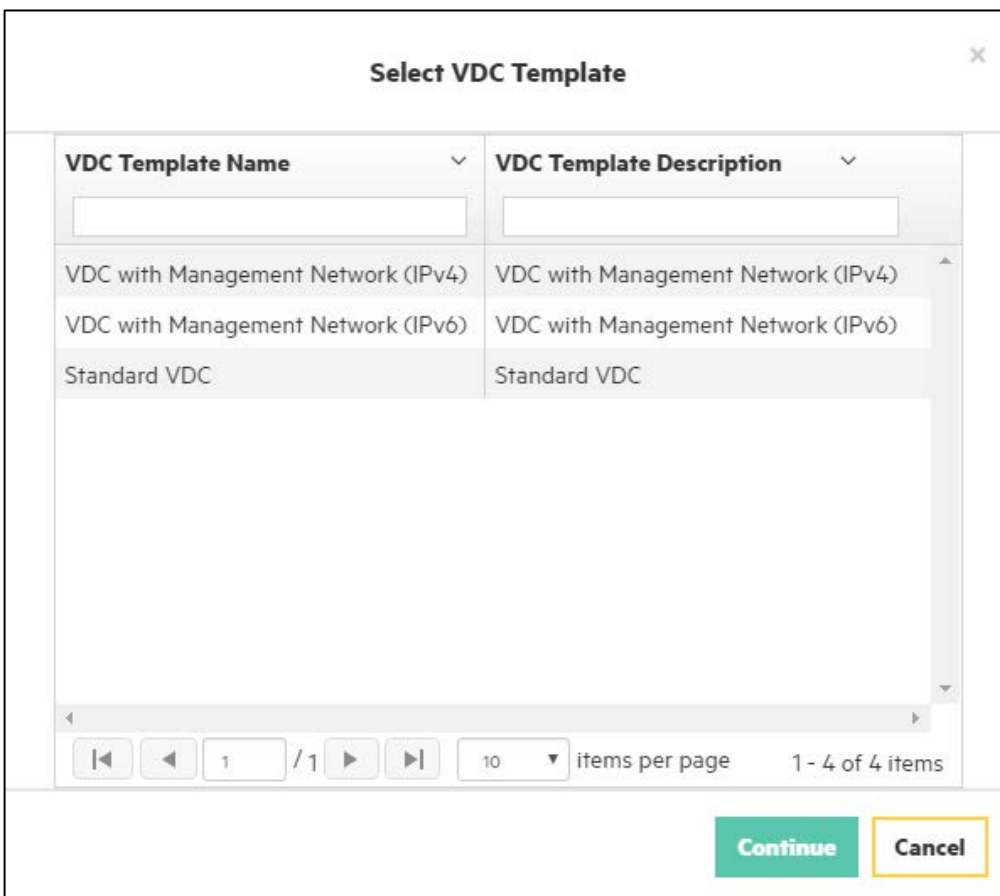 Select VDC Template
×
VDC Template Name VDC Template Description
VDC with Management Network (IPv4) VDC with Management Network (IPv4)
VDC with Management Network (IPv6) VDC with Management Network (IPv6)
Standard VDC Standard VDC
1 / 1 10 items per page 1 - 4 of 4 items
Continue Cancel